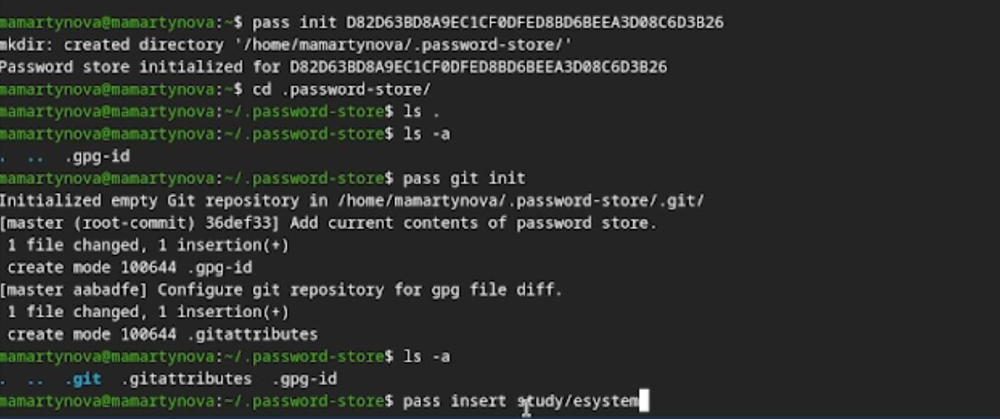 mamartynova@mamartynova:~$ pass init D82D63BD8A9EC1CF0DFED8BD6BEEA3D08C6D3B26
mkdir: created directory '/home/mamartynova/.password-store/'
Password store initialized for D82D63BD8A9EC1CF0DFED8BD6BEEA3D08C6D3B26
mamartynova@mamartynova:~$ cd .password-store/
mamartynova@mamartynova:~/.password-store$ ls .
mamartynova@mamartynova:~/.password-store$ ls -a
.  ..  .gpg-id
mamartynova@mamartynova:~/.password-store$ pass git init
Initialized empty Git repository in /home/mamartynova/.password-store/.git/
[master (root-commit) 36def33] Add current contents of password store.
 1 file changed, 1 insertion(+)
 create mode 100644 .gpg-id
[master aabadfe] Configure git repository for gpg file diff.
 1 file changed, 1 insertion(+)
 create mode 100644 .gitattributes
mamartynova@mamartynova:~/.password-store$ ls -a
.  ..  .git  .gitattributes  .gpg-id
mamartynova@mamartynova:~/.password-store$ pass insert study/esystem